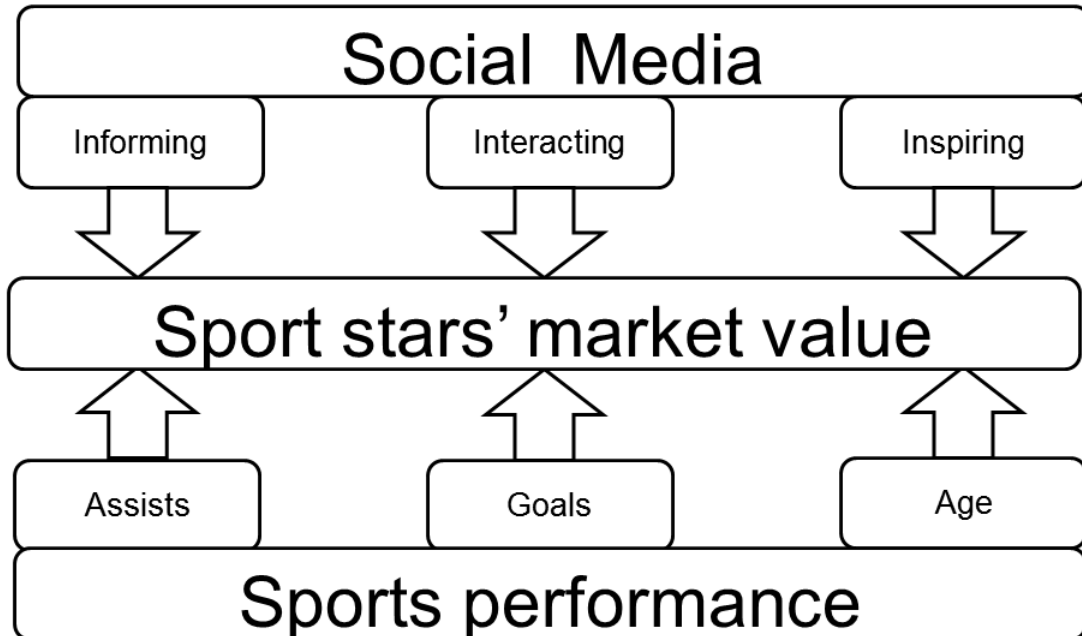 Social Media
Informing
Interacting
Inspiring
Sport stars’ market value
Assists
Goals
Age
Sports performance